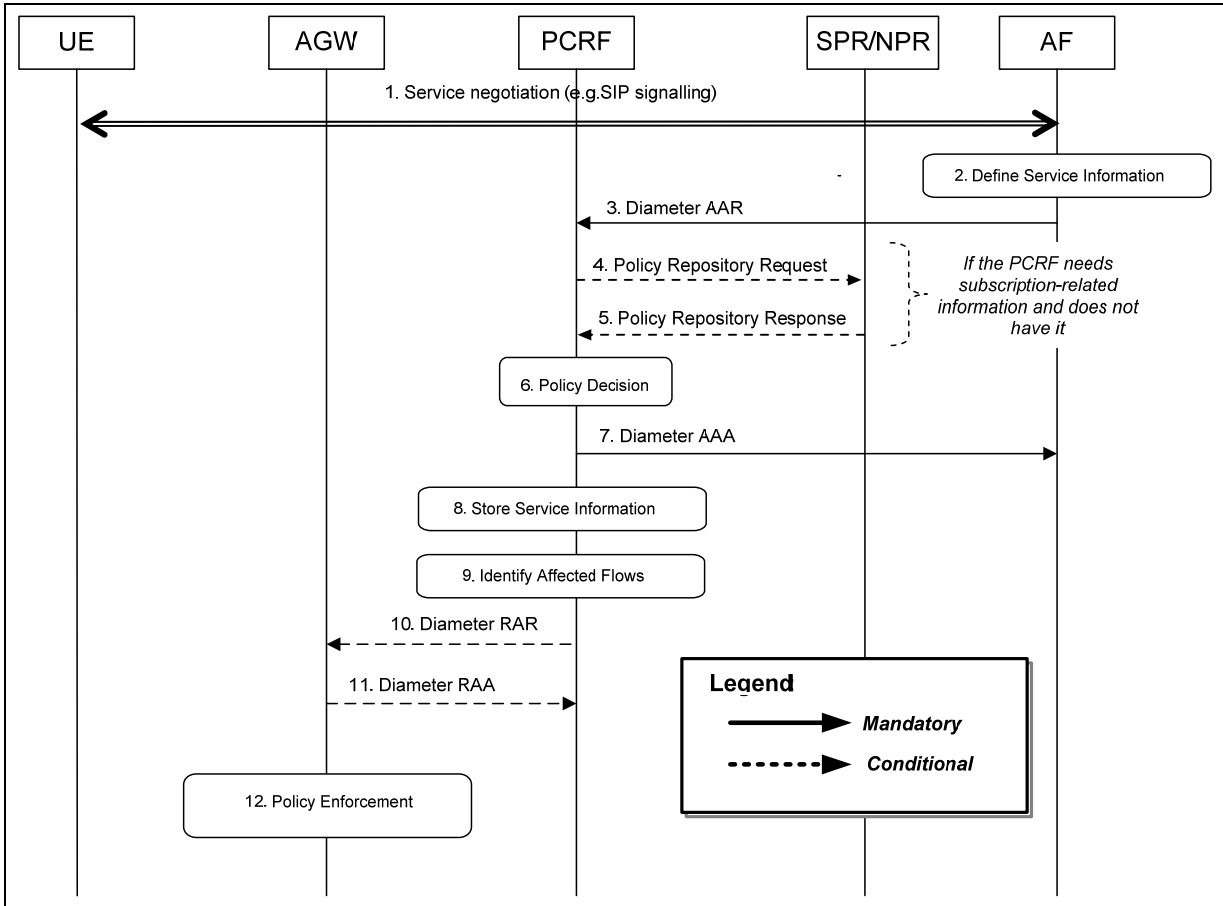 UE
AGW
PCRF
SPR/NPR
AF
1. Service negotiation (e.g.SIP signalling)
2. Define Service Information
3. Diameter AAR
4. Policy Repository Request
If the PCRF needs
subscription-related
information and does not
have it
5. Policy Repository Response
6. Policy Decision
7. Diameter AAA
8. Store Service Information
9. Identify Affected Flows
10. Diameter RAR
11. Diameter RAA
Legend
Mandatory
Conditional
12. Policy Enforcement